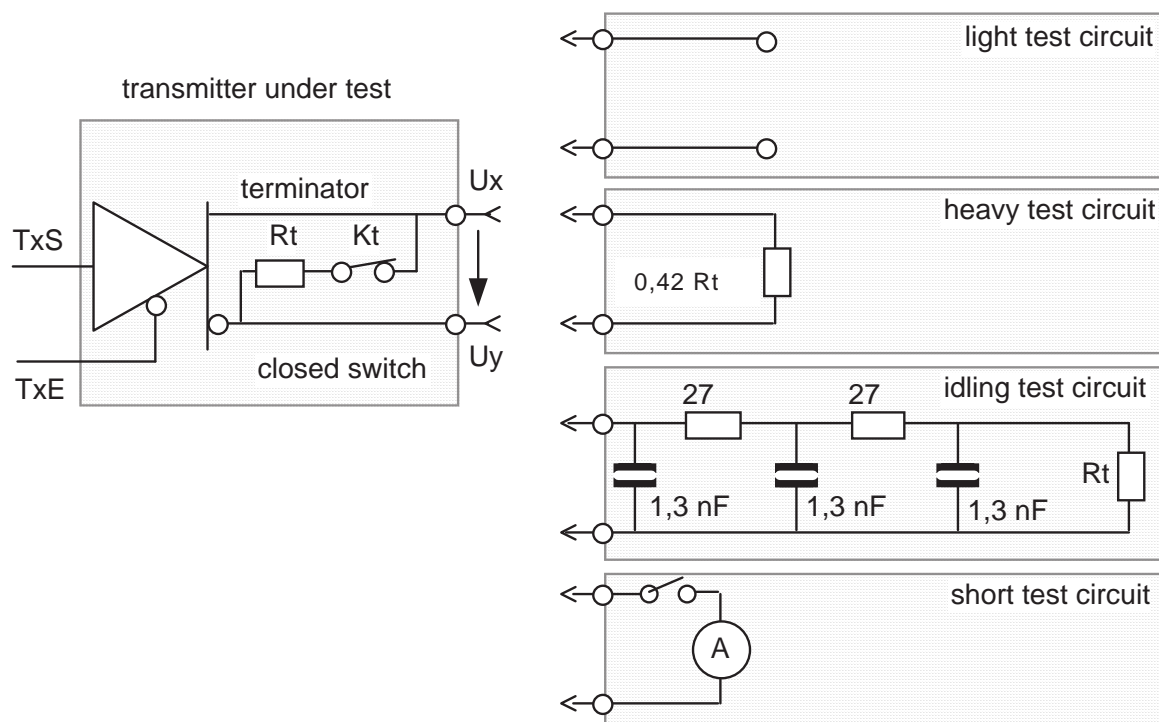 transmitter under test
terminator
Ux
Rt
Kt
TxS
Uy
closed switch
TxE
light test circuit
heavy test circuit
0,42 Rt
idling test circuit
27
27
Rt
1,3 nF
1,3 nF
1,3 nF
short test circuit
A